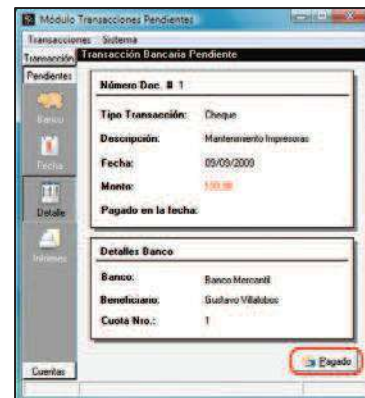 Módulo Transacciones Pendientes
Transacciones Sistema
Transacción
Transacción Bancaria Pendiente
Pendientes
Número Doc. # 1
Tipo Transacción: Cheque
Banco
Descripción: Mantenimiento Impresoras
Fecha
Fecha: 09/09/2009
Monto:
Detalle
Pagado en la fecha:
Informes
Detalles Banco
Banco: Banco Mercantil
Beneficiario: Gustavo Villalobos
Cuota Nro.: 1
Pagado
Cuentas